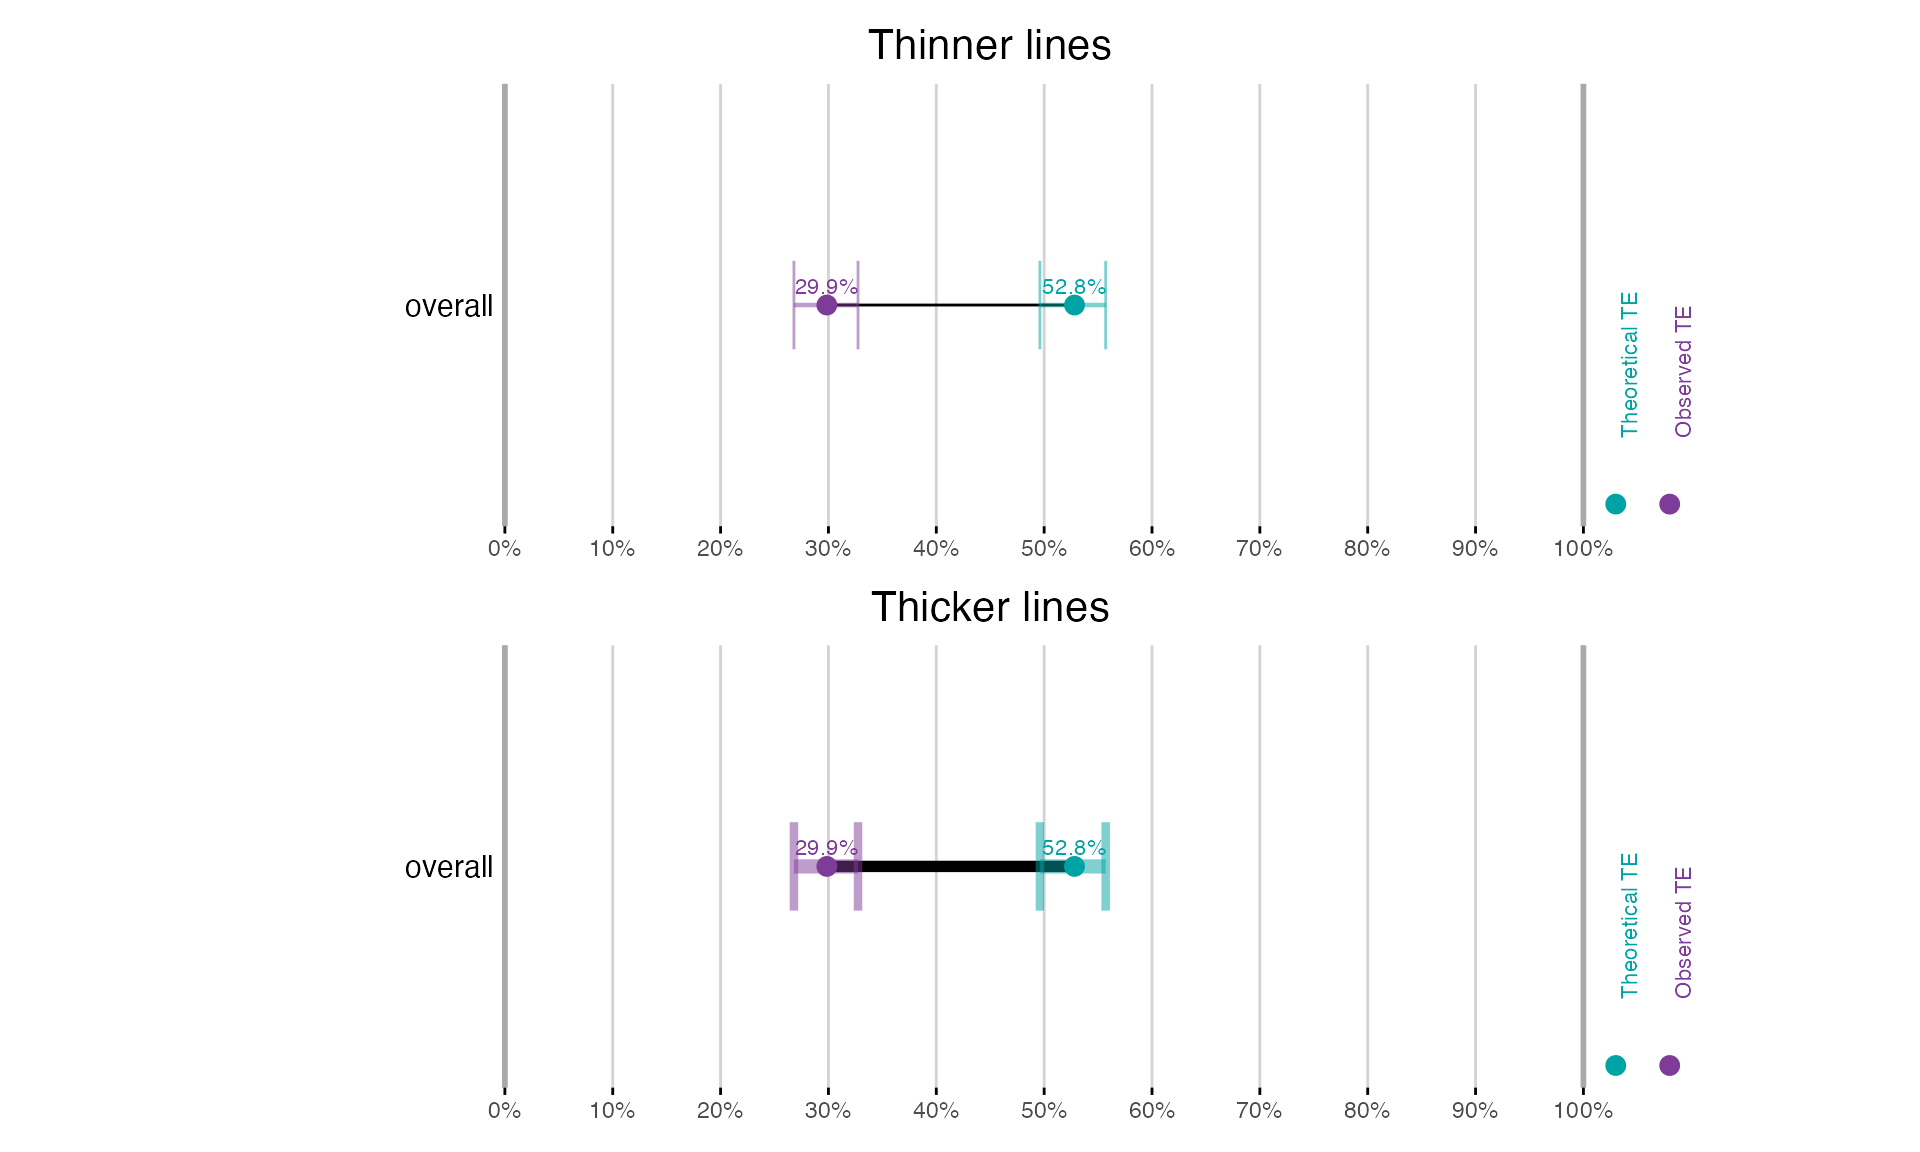 Thinner lines
29.9% 52.8%
overall
Theoretical TE
Observed TE
0% 10% 20% 30% 40% 50% 60% 70% 80% 90% 100%
Thicker lines
29.9% 52.8%
overall
Theoretical TE
Observed TE
0% 10% 20% 30% 40% 50% 60% 70% 80% 90% 100%